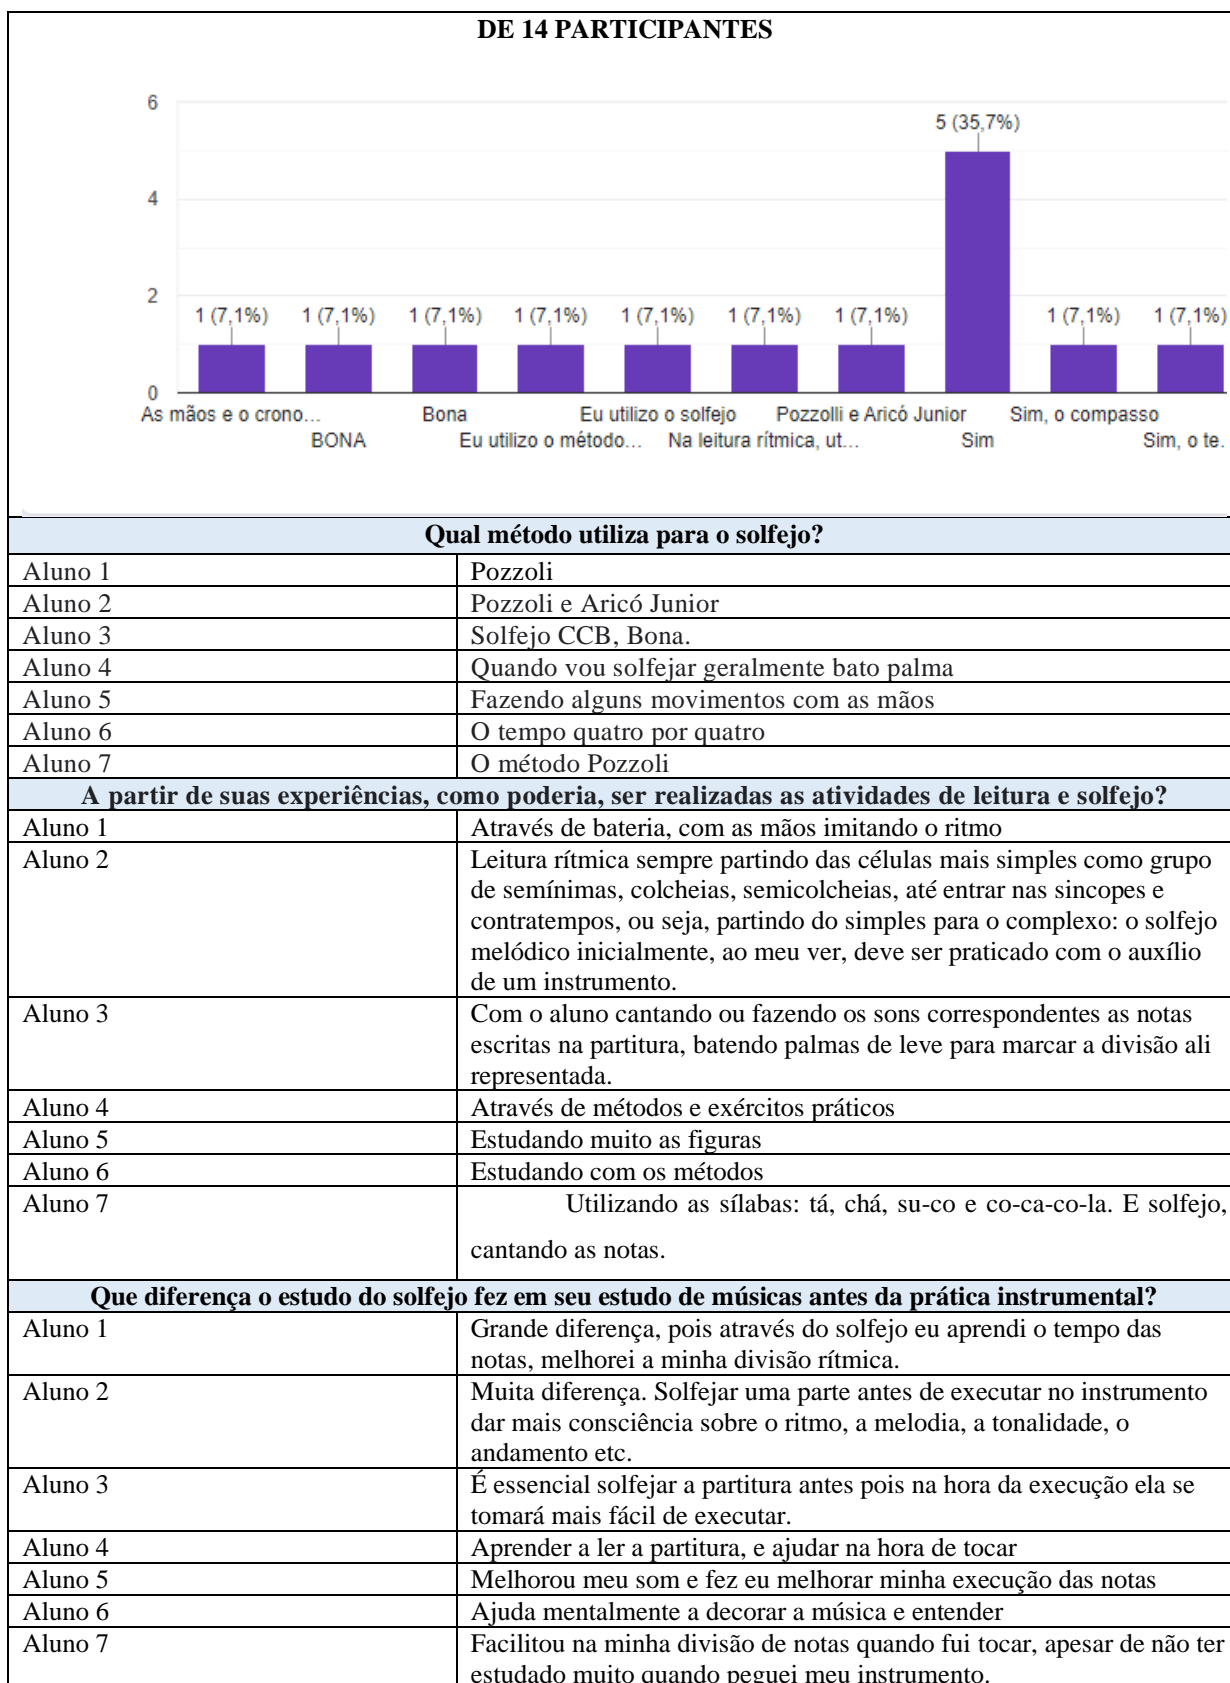 DE 14 PARTICIPANTES
6
5 (35,7%)
4
2
1 (7,1%) 1 (7,1%) 1 (7,1%) 1 (7,1%) 1 (7,1%) 1 (7,1%) 1 (7,1%) 1 (7,1%) 1 (7,1%)
0
As mãos e o crono... Bona Eu utilizo o solfejo Pozzolli e Aricó Junior Sim, o compasso
BONA Eu utilizo o método... Na leitura rítmica, ut... Sim Sim, o te.
Qual método utiliza para o solfejo?
Aluno 1 Pozzoli
Aluno 2 Pozzoli e Aricó Junior
Aluno 3 Solfejo CCB, Bona.
Aluno 4 Quando vou solfejar geralmente bato palma
Aluno 5 Fazendo alguns movimentos com as mãos
Aluno 6 O tempo quatro por quatro
Aluno 7 O método Pozzoli
A partir de suas experiências, como poderia, ser realizadas as atividades de leitura e solfejo?
Aluno 1 Através de bateria, com as mãos imitando o ritmo
Aluno 2 Leitura rítmica sempre partindo das células mais simples como grupo
de semínimas, colcheias, semicolcheias, até entrar nas sincopes e
contratempos, ou seja, partindo do simples para o complexo: o solfejo
melódico inicialmente, ao meu ver, deve ser praticado com o auxílio
de um instrumento.
Aluno 3 Com o aluno cantando ou fazendo os sons correspondentes as notas
escritas na partitura, batendo palmas de leve para marcar a divisão ali
representada.
Aluno 4 Através de métodos e exércitos práticos
Aluno 5 Estudando muito as figuras
Aluno 6 Estudando com os métodos
Aluno 7 Utilizando as sílabas: tá, chá, su-co e co-ca-co-la. E solfejo,
cantando as notas.
Que diferença o estudo do solfejo fez em seu estudo de músicas antes da prática instrumental?
Aluno 1 Grande diferença, pois através do solfejo eu aprendi o tempo das
notas, melhorei a minha divisão rítmica.
Aluno 2 Muita diferença. Solfejar uma parte antes de executar no instrumento
dar mais consciência sobre o ritmo, a melodia, a tonalidade, o
andamento etc.
Aluno 3 É essencial solfejar a partitura antes pois na hora da execução ela se
tomará mais fácil de executar.
Aluno 4 Aprender a ler a partitura, e ajudar na hora de tocar
Aluno 5 Melhorou meu som e fez eu melhorar minha execução das notas
Aluno 6 Ajuda mentalmente a decorar a música e entender
Aluno 7 Facilitou na minha divisão de notas quando fui tocar, apesar de não ter
estudado muito quando peguei meu instrumento.